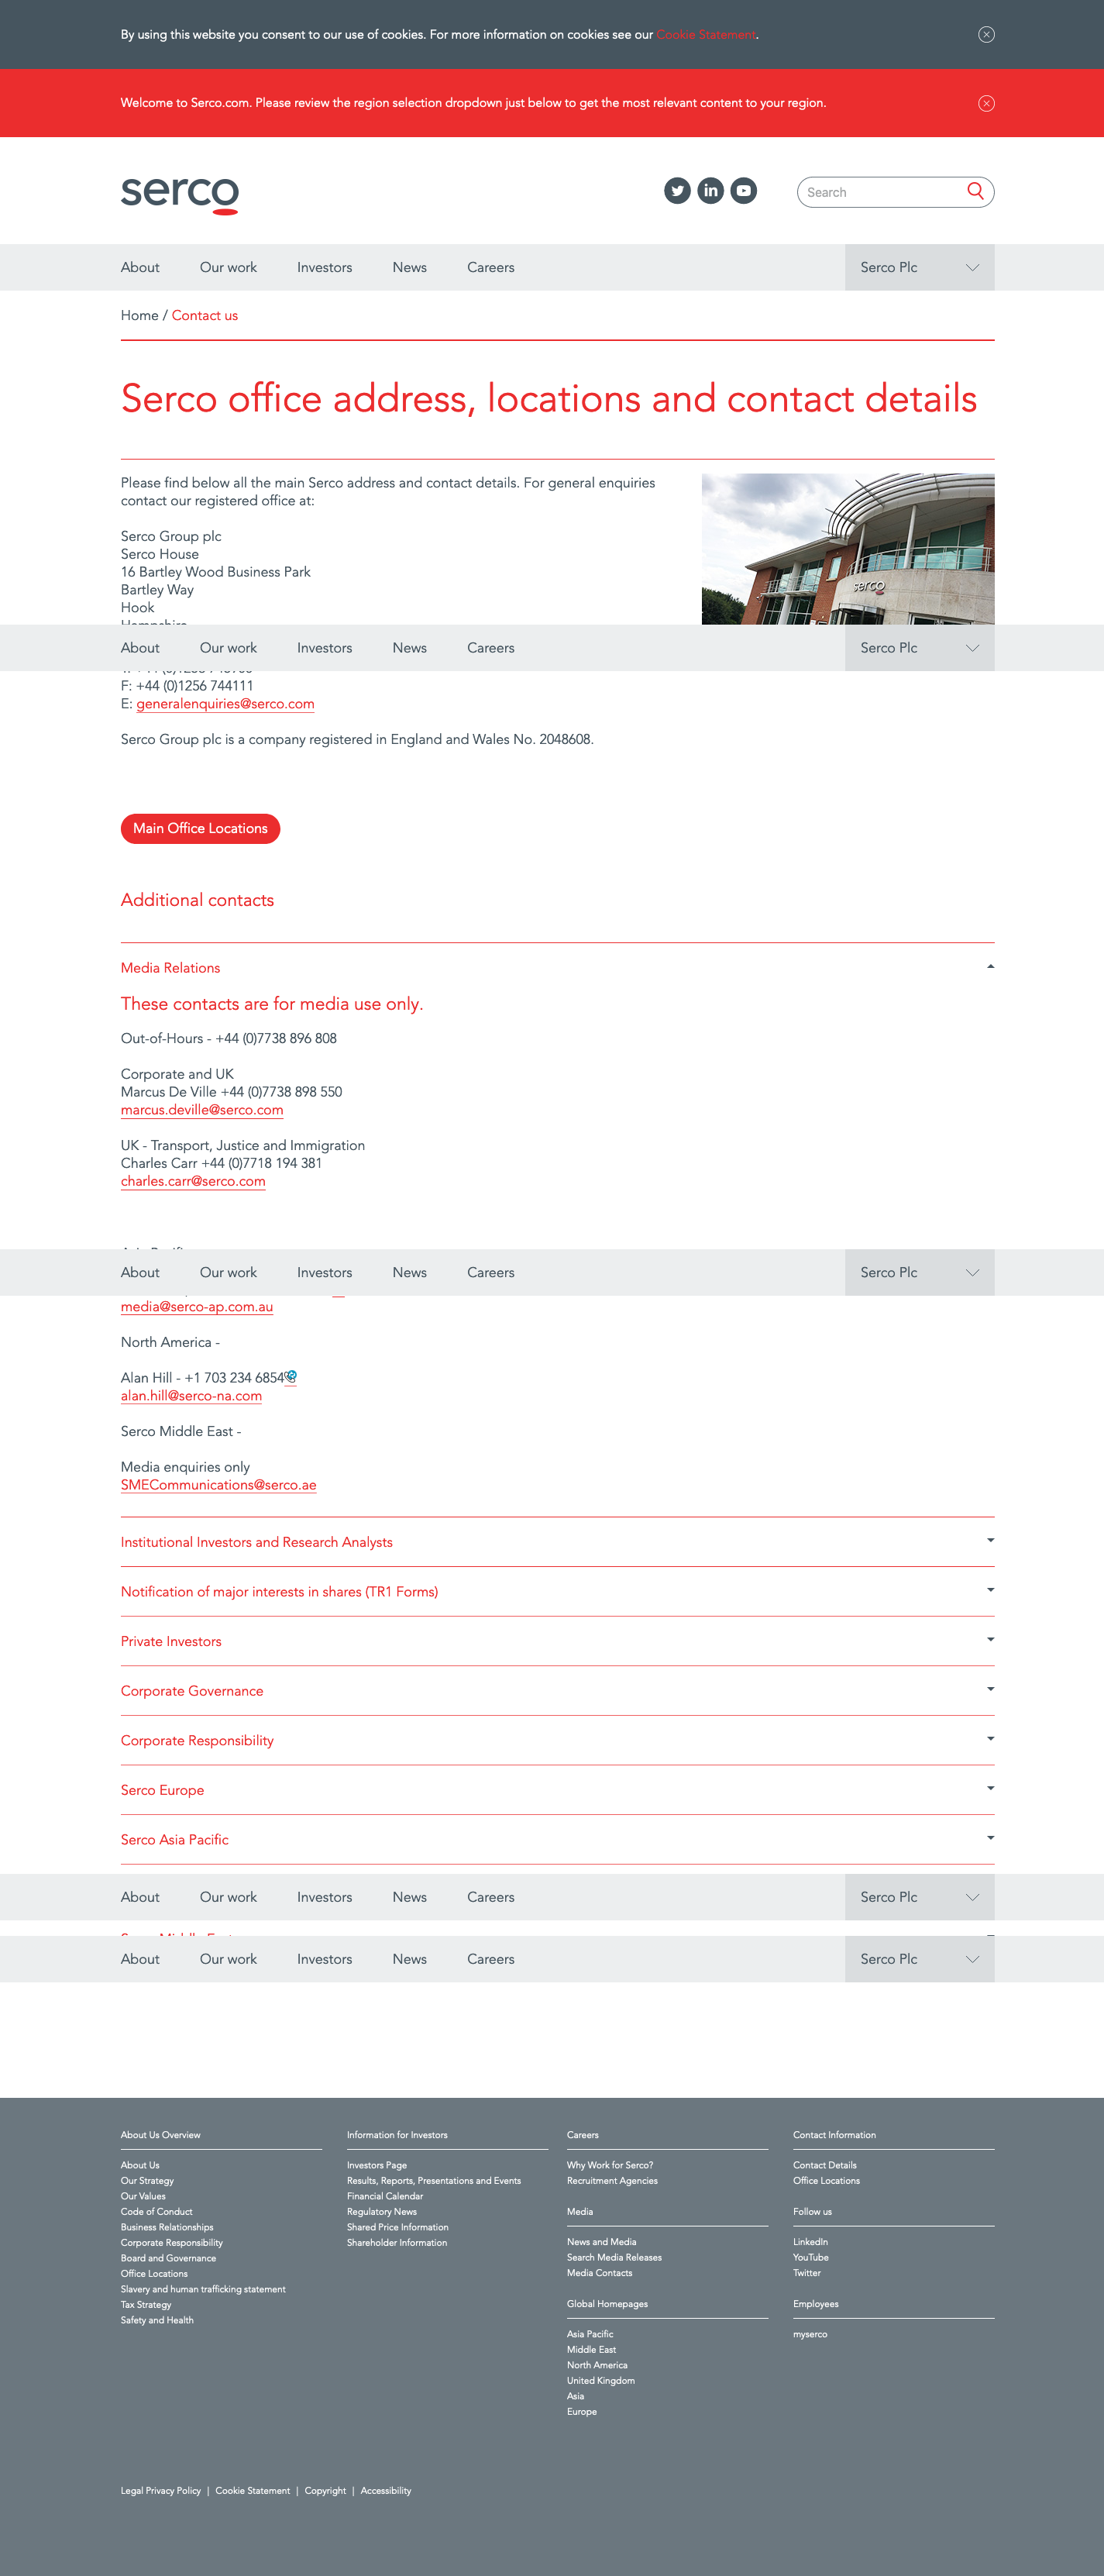 By using this website you consent to our use of cookies. For more information on cookies see our Cookie Statement.
Welcome to Serco.com. Please review the region selection dropdown just below to get the most relevant content to your region.
serco
Search
About Our work Investors News Careers Serco Plc
Home / Contact us
Serco office address, locations and contact details
Please find below all the main Serco address and contact details. For general enquiries
contact our registered office at:
Serco Group plc
Serco House
16 Bartley Wood Business Park
Bartley Way
Hook
serco
About Our work Investors News Careers Serco Plc
F: +44 (0)1256 744111
E: generalenquiries@serco.com
Serco Group plc is a company registered in England and Wales No. 2048608.
Main Office Locations
Additional contacts
Media Relations
These contacts are for media use only.
Out-of-Hours - +44 (0)7738 896 808
Corporate and UK
Marcus De Ville +44 (0)7738 898 550
marcus.deville@serco.com
UK - Transport, Justice and Immigration
Charles Carr +44 (0)7718 194 381
charles.carr@serco.com
About Our work Investors News Careers Serco Plc
media@serco-ap.com.au
North America -
Alan Hill - +1 703 234 6854
alan.hill@serco-na.com
Serco Middle East -
Media enquiries only
SMECommunications@serco.ae
Institutional Investors and Research Analysts
Notification of major interests in shares (TR1 Forms)
Private Investors
Corporate Governance
Corporate Responsibility
Serco Europe
Serco Asia Pacific
About Our work Investors News Careers Serco Plc
About Our work Investors News Careers Serco Plc
About Us Overview
About Us
Our Strategy
Our Values
Code of Conduct
Business Relationships
Corporate Responsibility
Board and Governance
Office Locations
Slavery and human trafficking statement
Tax Strategy
Safety and Health
Information for Investors
Investors Page
Results, Reports, Presentations and Events
Financial Calendar
Regulatory News
Shared Price Information
Shareholder Information
Careers
Why Work for Serco?
Recruitment Agencies
Media
News and Media
Search Media Releases
Media Contacts
Global Homepages
Asia Pacific
Middle East
North America
United Kingdom
Asia
Europe
Contact Information
Contact Details
Office Locations
Follow us
LinkedIn
YouTube
Twitter
Employees
myserco
Legal Privacy Policy | Cookie Statement | Copyright | Accessibility